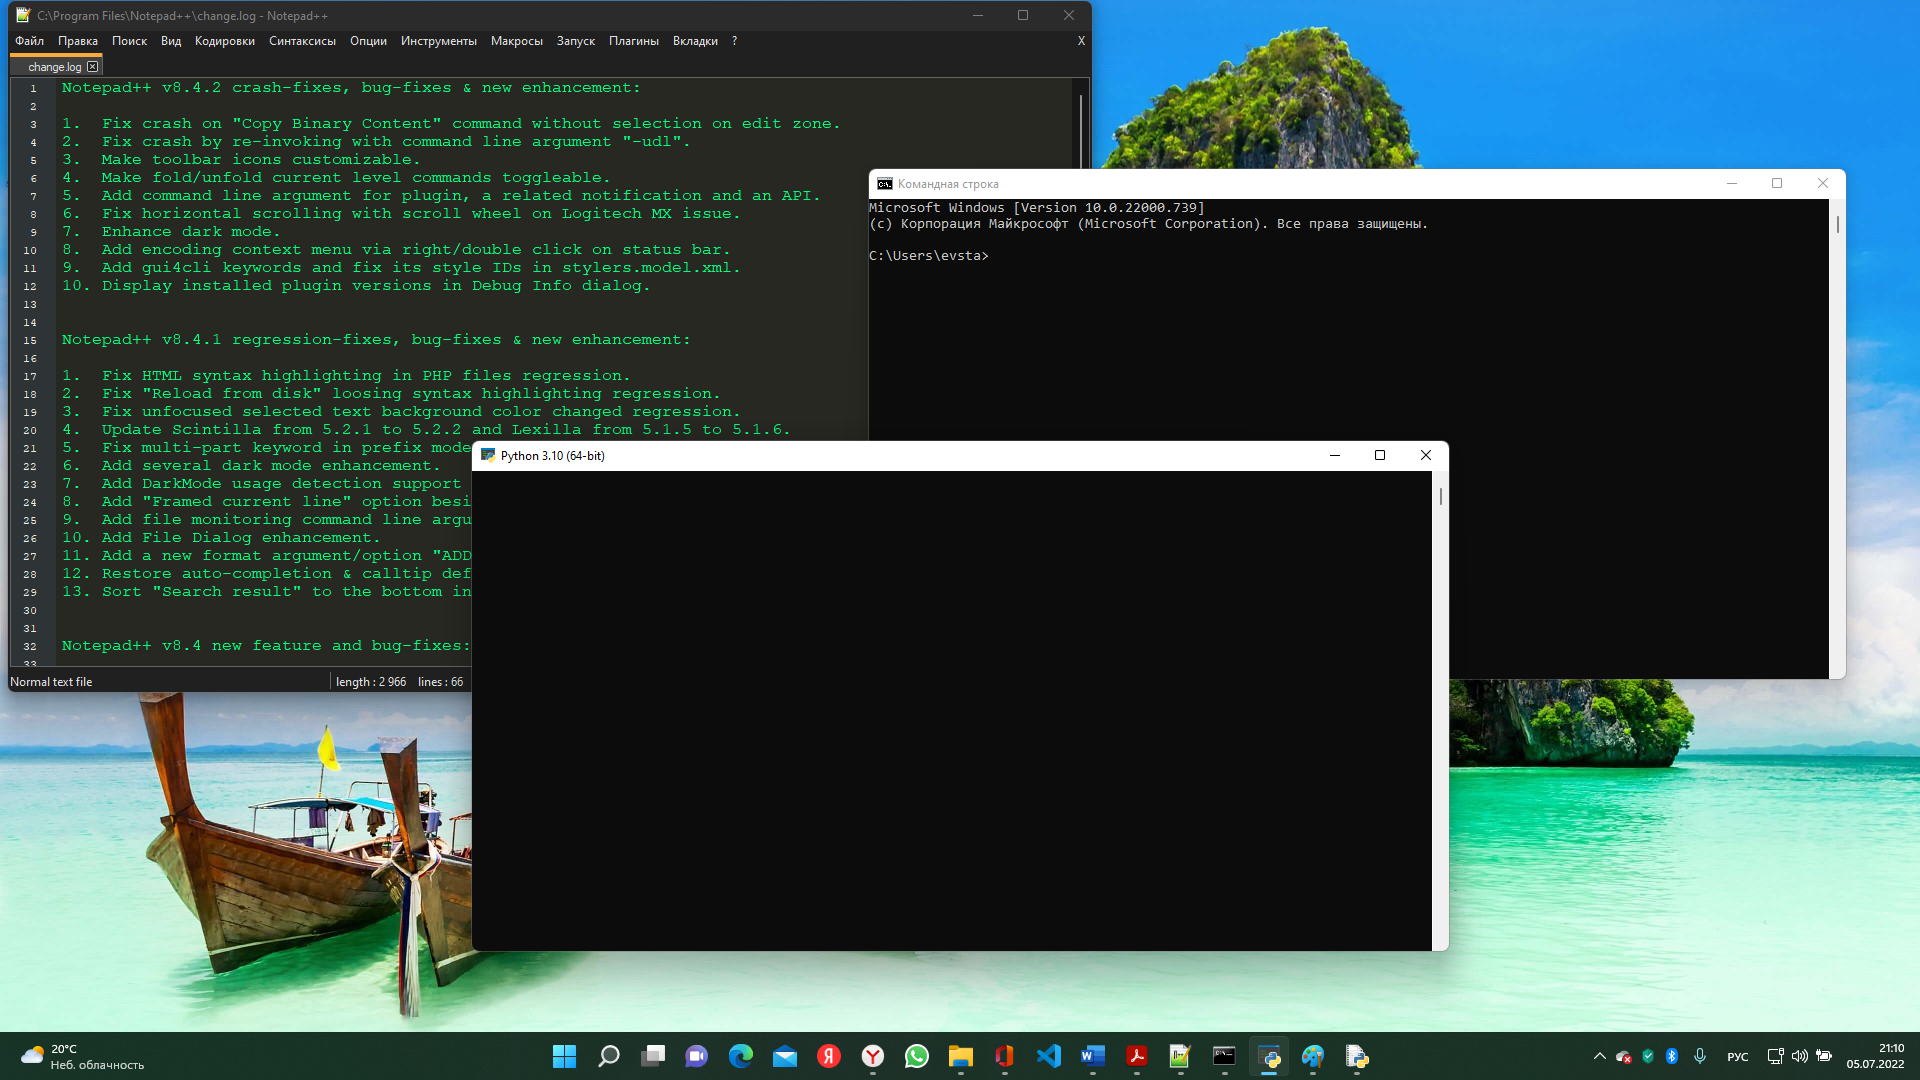 C:\Program Files\Notepad++\change.log - Notepad++
Файл Правка Поиск Вид Кодировки Синтаксисы Опции Инструменты Макросы Запуск Плагины Вкладки ? X
change.log
1 Notepad++ v8.4.2 crash-fixes, bug-fixes & new enhancement:
2
3 1. Fix crash on "Copy Binary Content" command without selection on edit zone.
4 2. Fix crash by re-invoking with command line argument "-udl".
5 3. Make toolbar icons customizable.
6 4. Make fold/unfold current level commands toggleable.
7 5. Add command line argument for plugin, a related notification and an API.
8 6. Fix horizontal scrolling with scroll wheel on Logitech MX issue.
9 7. Enhance dark mode.
10 8. Add encoding context menu via right/double click on status bar.
11 9. Add gui4cli keywords and fix its style IDs in stylers.model.xml.
12 10. Display installed plugin versions in Debug Info dialog.
13
14
15 Notepad++ v8.4.1 regression-fixes, bug-fixes & new enhancement:
16
17 1. Fix HTML syntax highlighting in PHP files regression.
18 2. Fix "Reload from disk" loosing syntax highlighting regression.
19 3. Fix unfocused selected text background color changed regression.
20 4. Update Scintilla from 5.2.1 to 5.2.2 and Lexilla from 5.1.5 to 5.1.6.
21 5. Fix multi-part keyword in prefix mode
22 6. Add several dark mode enhancement.
23 7. Add DarkMode usage detection support
24 8. Add "Framed current line" option besi
25 9. Add file monitoring command line argu
26 10. Add File Dialog enhancement.
27 11. Add a new format argument/option "ADD
28 12. Restore auto-completion & calltip def
29 13. Sort "Search result" to the bottom in
30
31
32 Notepad++ v8.4 new feature and bug-fixes:
33
Normal text file length : 2 966 lines : 66
Командная строка
Microsoft Windows [Version 10.0.22000.739]
(c) Корпорация Майкрософт (Microsoft Corporation). Все права защищены.
C:\Users\evsta>
Python 3.10 (64-bit)
20°C
Неб. облачность
РУС
21:10
05.07.2022